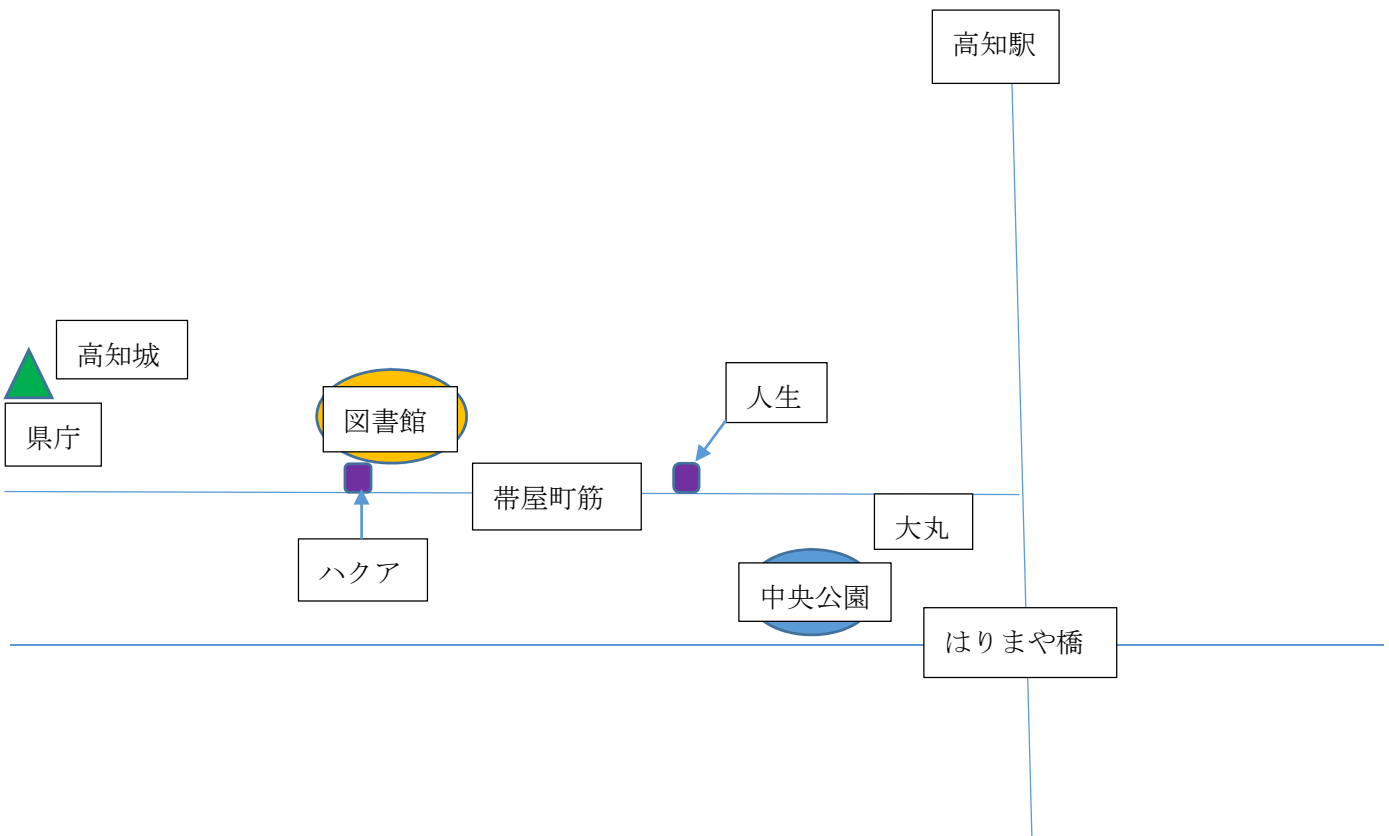 高知駅
高知城
人生
図書館
県庁
帯屋町筋
大丸
ハクア
中央公園
はりまや橋